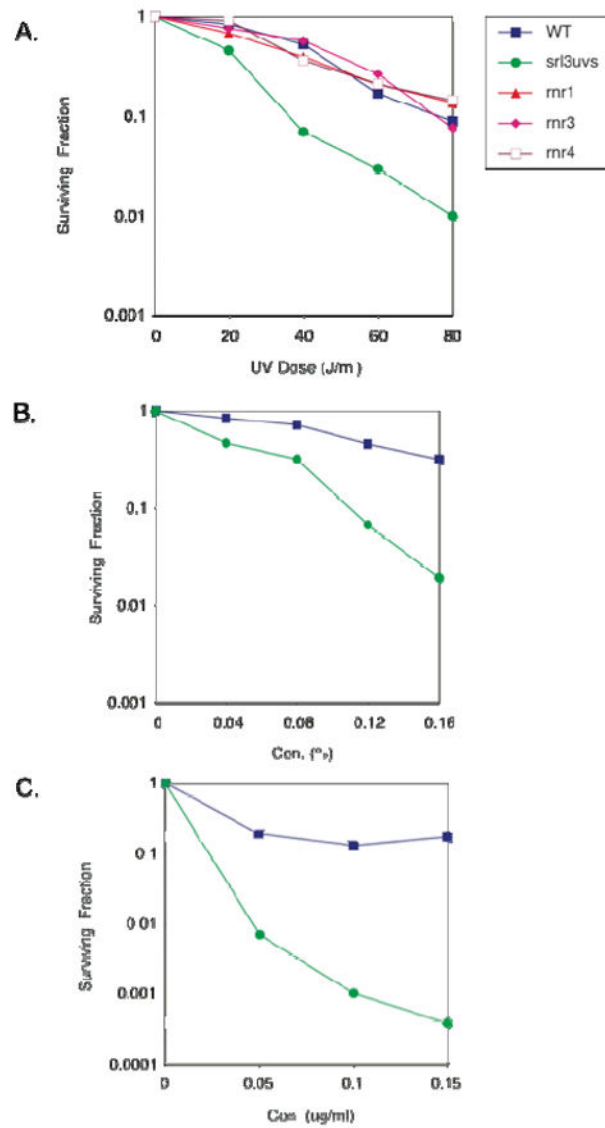 A.
1
0.1
0.01
0.001
0
20
40
60
80
Surviving Fraction
UV Dose (J/m )
WT
srl3uvs
rnr1
rnr3
rnr4
B.
1
0.1
0.01
0.001
0
0.04
0.08
0.12
0.16
Surviving Fraction
Con.
C.
1
0 1
0 01
0.001
0.0001
0
0.05
0.1
0.15
Surviving Fraction
Con (ug/ml)